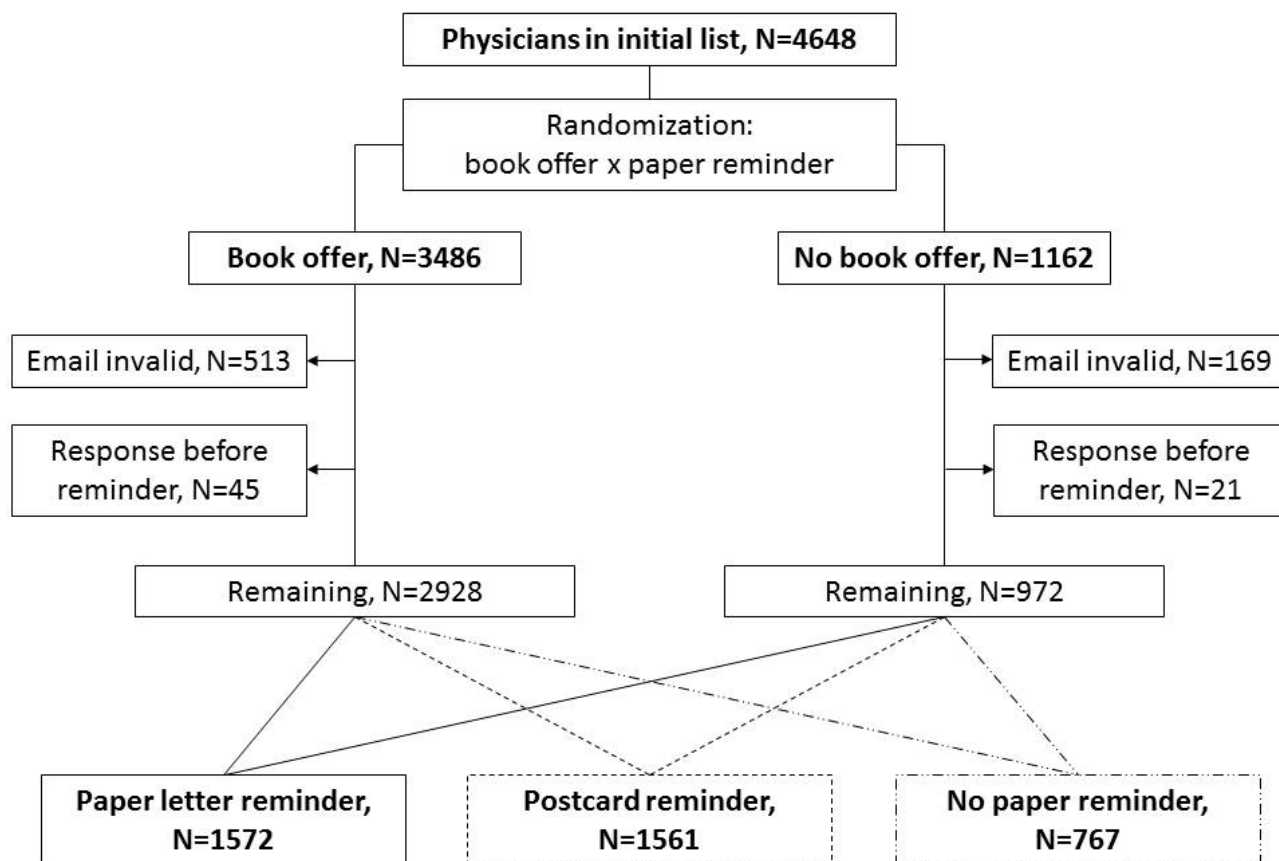 Physicians in initial list, N=4648
Randomization:
book offer x paper reminder
Book offer, N=3486
No book offer, N=1162
Email invalid, N=513
Email invalid, N=169
Response before
reminder, N=45
Response before
reminder, N=21
Remaining, N=2928
Remaining, N=972
Paper letter reminder,
N=1572
Postcard reminder,
N=1561
No paper reminder,
N=767